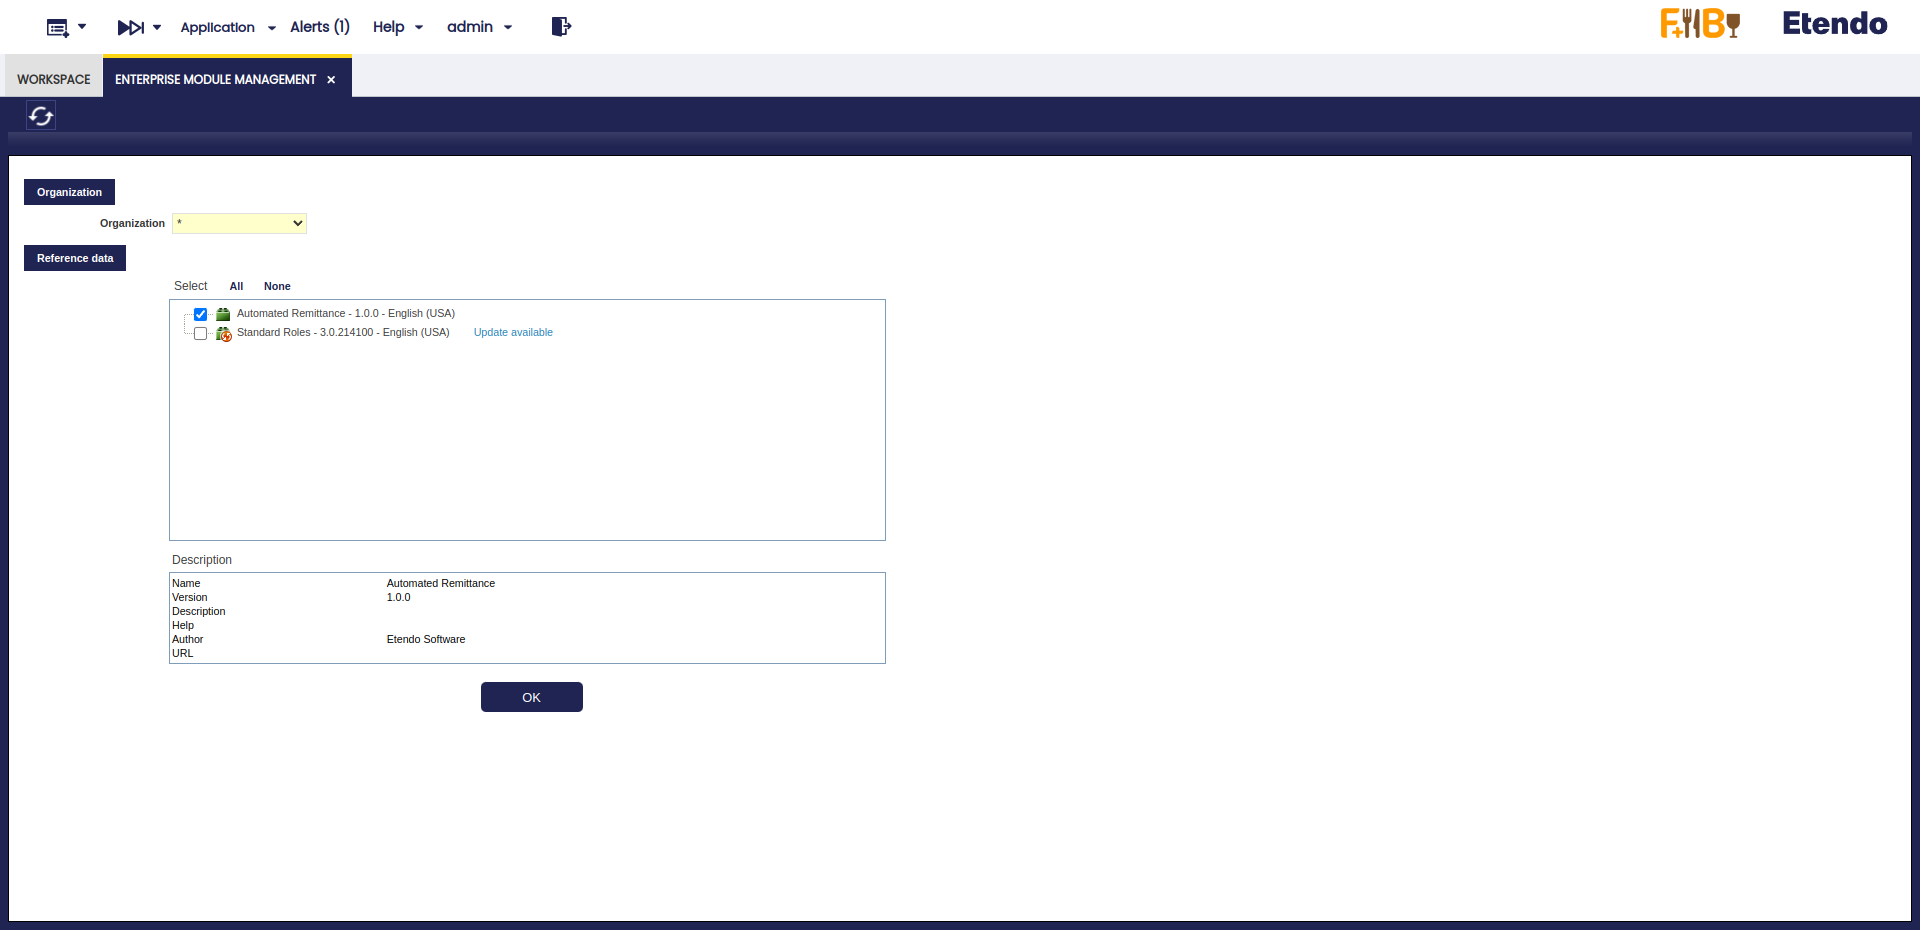 Application Alerts (1) Help admin F+B Etendo
WORKSPACE ENTERPRISE MODULE MANAGEMENT ×
Organization
Organization *
Reference data
Select All None
Automated Remittance - 1.0.0 - English (USA)
Standard Roles - 3.0.214100 - English (USA) Update available
Description
Name Automated Remittance
Version 1.0.0
Description
Help
Author Etendo Software
URL
OK